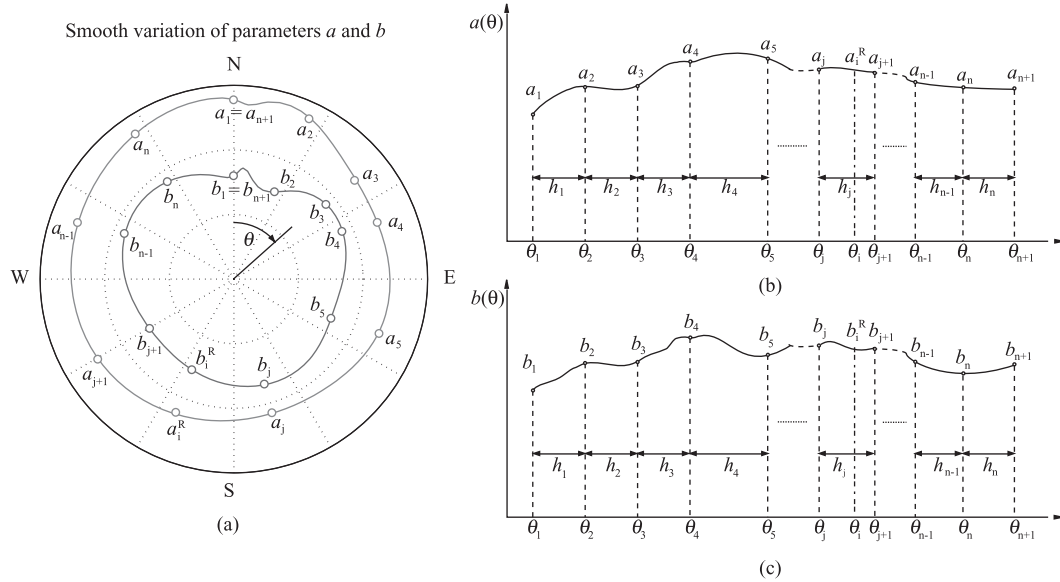 Smooth variation of parameters a and b
N
a₁=aₙ₊₁
a₂
aₙ
a₃
b₁=bₙ₊₁
b₂
bₙ
b₃
a₄
aₙ₋₁
b₄
bₙ₋₁
θ
W
E
b₅
a₅
bⱼ₊₁
bᵢᴿ
bⱼ
aⱼ₊₁
aᵢᴿ
aⱼ
S
(a)
a(θ)
a₁ a₂ a₃ a₄ a₅ aⱼ aᵢᴿ aⱼ₊₁ aₙ₋₁ aₙ aₙ₊₁
h₁ h₂ h₃ h₄ hⱼ hₙ₋₁ hₙ
θ₁ θ₂ θ₃ θ₄ θ₅ θⱼ θᵢ θⱼ₊₁ θₙ₋₁ θₙ θₙ₊₁
(b)
b(θ)
b₁ b₂ b₃ b₄ b₅ bⱼ bᵢᴿ bⱼ₊₁ bₙ₋₁ bₙ bₙ₊₁
h₁ h₂ h₃ h₄ hⱼ hₙ₋₁ hₙ
θ₁ θ₂ θ₃ θ₄ θ₅ θⱼ θᵢ θⱼ₊₁ θₙ₋₁ θₙ θₙ₊₁
(c)